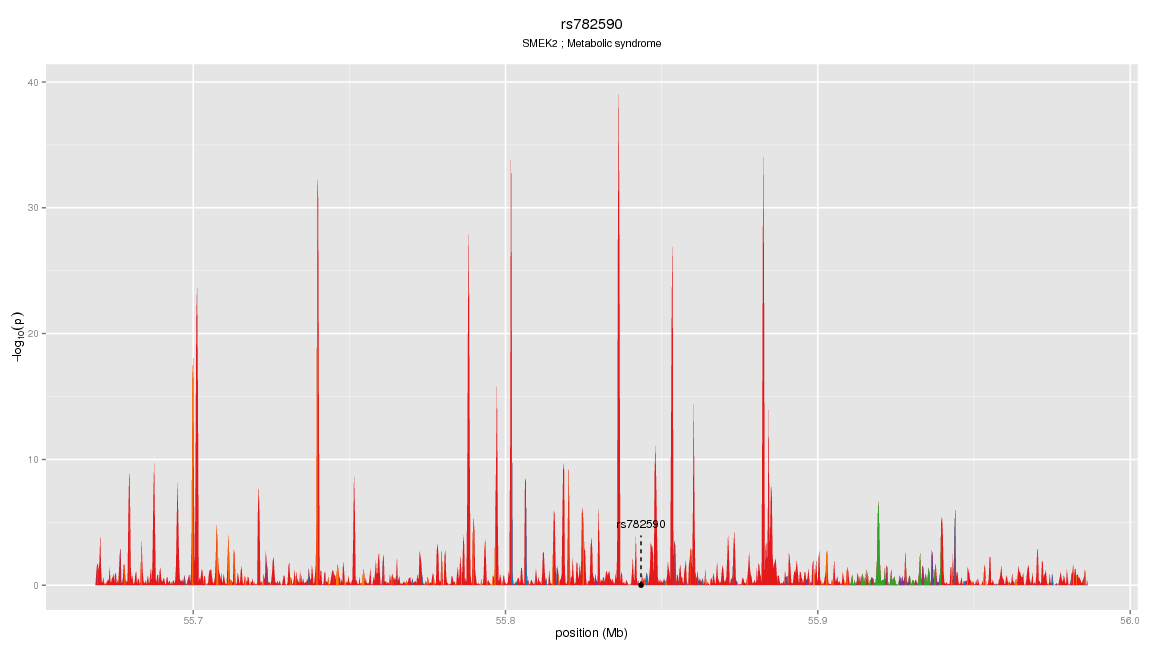 rs782590
SMEK2 ; Metabolic syndrome
40
30
20
10
0
−log10(p)
rs782590
55.7
55.8
55.9
56.0
position (Mb)